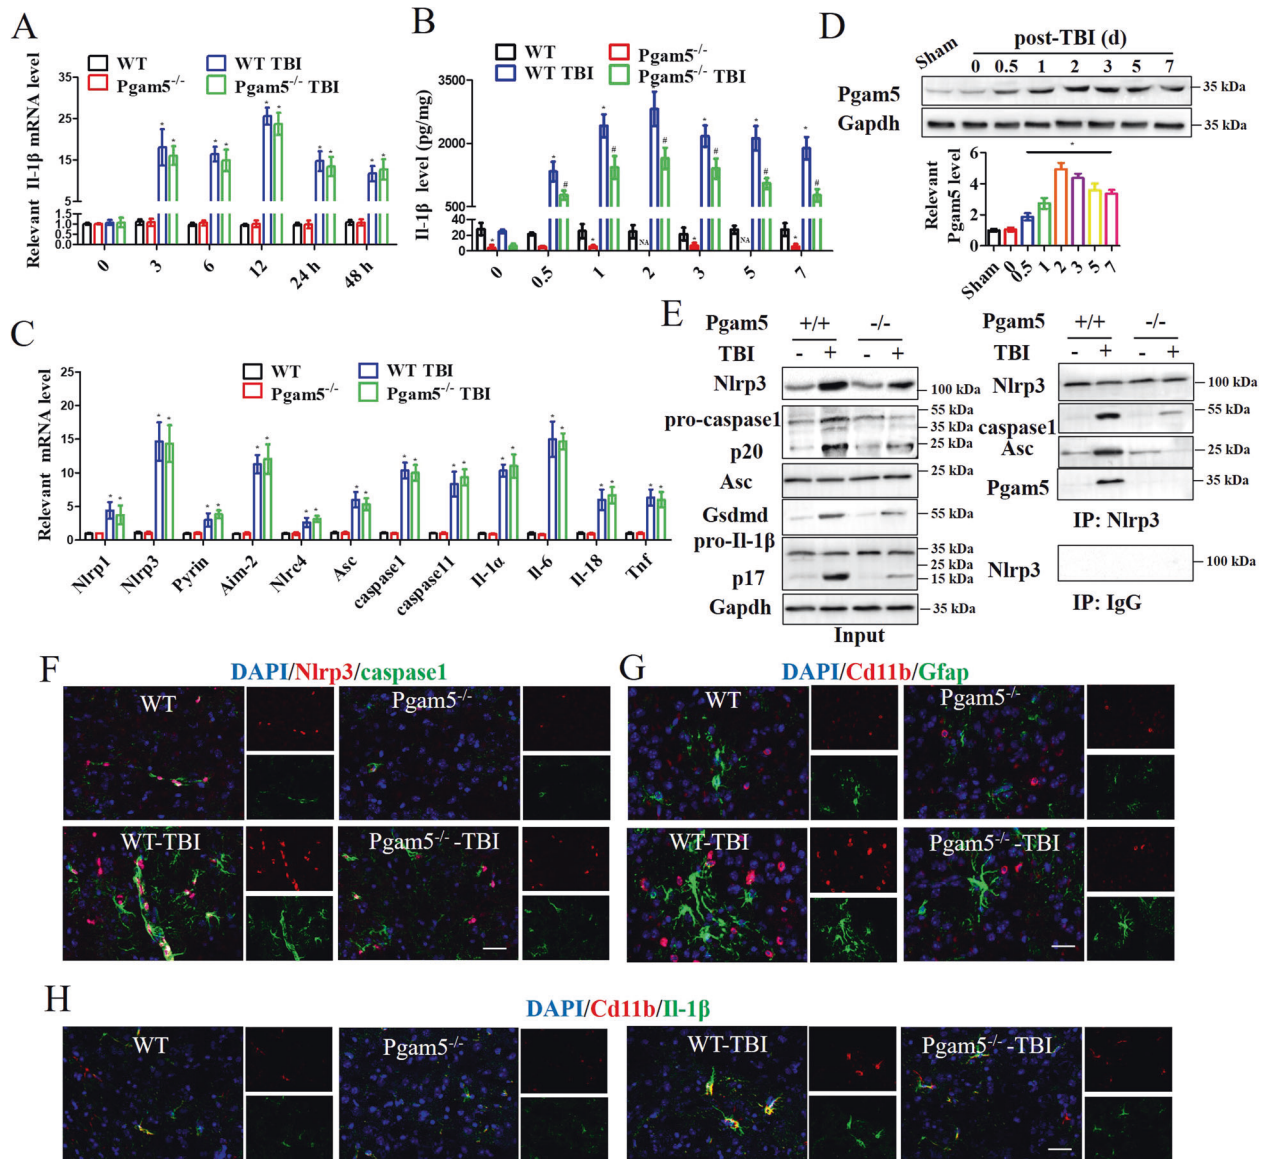 A
WT
Pgam5-/-
WT TBI
Pgam5-/- TBI
Relevant Il-1β mRNA level
35
25
15
5
1.5
1.0
0.5
0.0
0
3
6
12
24 h
48 h
B
WT
WT TBI
Pgam5-/-
Pgam5-/- TBI
Il-1β level (pg/mg)
3500
2000
500
40
20
0
* # * # * NA # * # * NA # * #
0
0.5
1
2
3
5
7
D
Sham
post-TBI (d)
0 0.5 1 2 3 5 7
Pgam5
35 kDa
Gapdh
35 kDa
Relevant
Pgam5 level
6
4
2
0
*
Sham
0
0.5
1
2
3
5
7
C
WT
Pgam5-/-
WT TBI
Pgam5-/- TBI
Relevant mRNA level
25
20
15
10
5
0
Nlrp1
Nlrp3
Pyrin
Aim-2
Nlrc4
Asc
caspase1
caspase11
Il-1α
Il-6
Il-18
Tnf
E
Pgam5 +/+ -/-
TBI - + - +
Nlrp3
100 kDa
pro-caspase1
55 kDa
35 kDa
p20
25 kDa
Asc
25 kDa
Gsdmd
55 kDa
pro-Il-1β
35 kDa
25 kDa
p17
15 kDa
Gapdh
35 kDa
Input
Pgam5 +/+ -/-
TBI - + - +
Nlrp3
100 kDa
caspase1
55 kDa
Asc
25 kDa
Pgam5
35 kDa
IP: Nlrp3
Nlrp3
100 kDa
IP: IgG
F
DAPI/Nlrp3/caspase1
WT
Pgam5-/-
WT-TBI
Pgam5-/- -TBI
G
DAPI/Cd11b/Gfap
WT
Pgam5-/-
WT-TBI
Pgam5-/- -TBI
H
DAPI/Cd11b/Il-1β
WT
Pgam5-/-
WT-TBI
Pgam5-/- -TBI